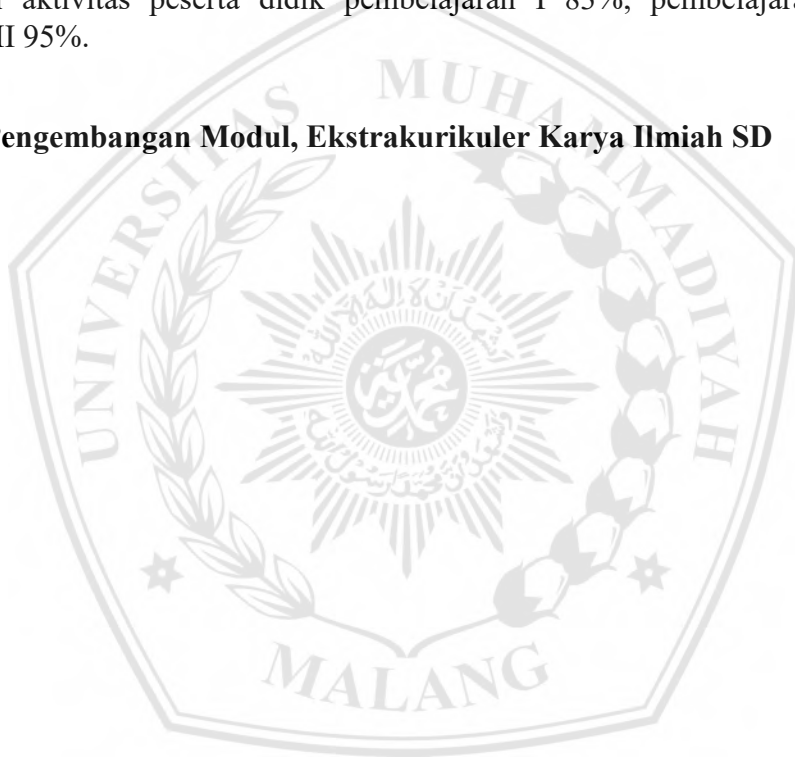 aktivitas peserta didik pembelajaran I 85%, pembelajara
II 95%.
engembangan Modul, Ekstrakurikuler Karya Ilmiah SD
UNIVERSITAS MUHAMMADIYAH
MALANG